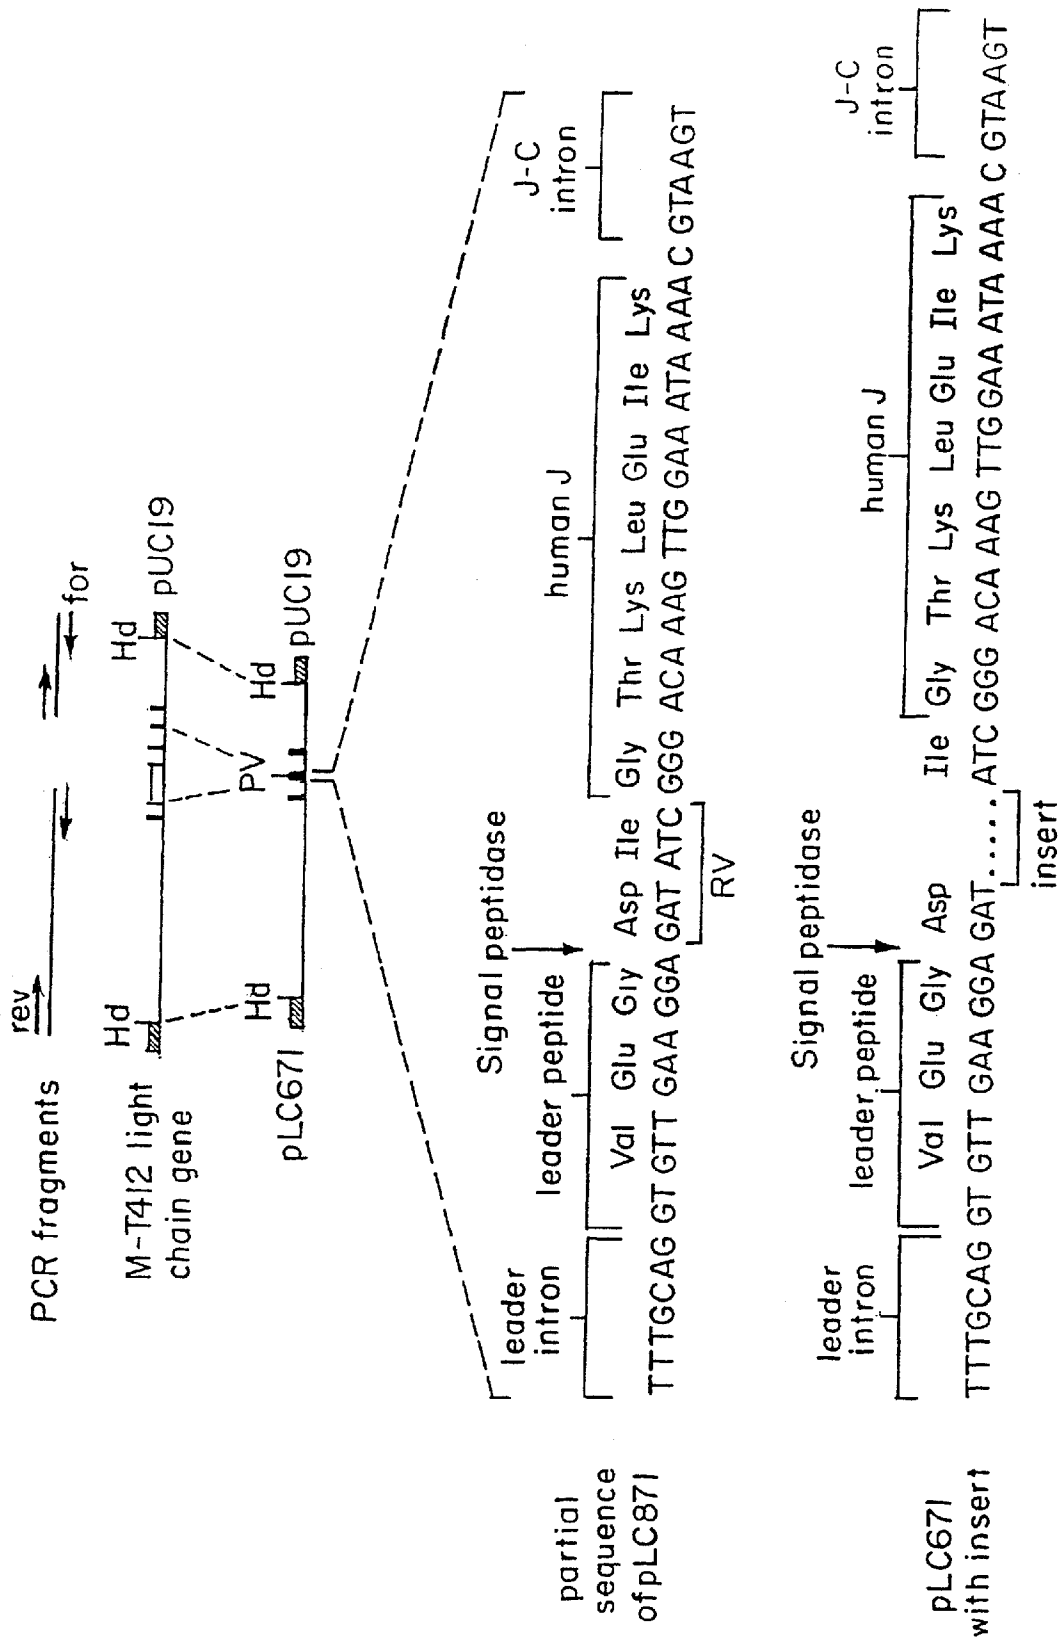 PCR fragments
rev
for
M-T412 light
chain gene
Hd
Hd
pUC19
pLC671
Hd
PV
Hd
pUC19
partial
sequence
of pLC871
leader
intron
leader peptide
Signal peptidase
human J
J-C
intron
Val Glu Gly Asp Ile Gly Thr Lys Leu Glu Ile Lys
TTTGCAG GT GTT GAA GGA GAT ATC GGG ACA AAG TTG GAA ATA AAA C GTAAGT
RV
pLC671
with insert
leader
intron
leader peptide
Signal peptidase
human J
J-C
intron
Val Glu Gly Asp Ile Gly Thr Lys Leu Glu Ile Lys
TTTGCAG GT GTT GAA GGA GAT...... ATC GGG ACA AAG TTG GAA ATA AAA C GTAAGT
insert